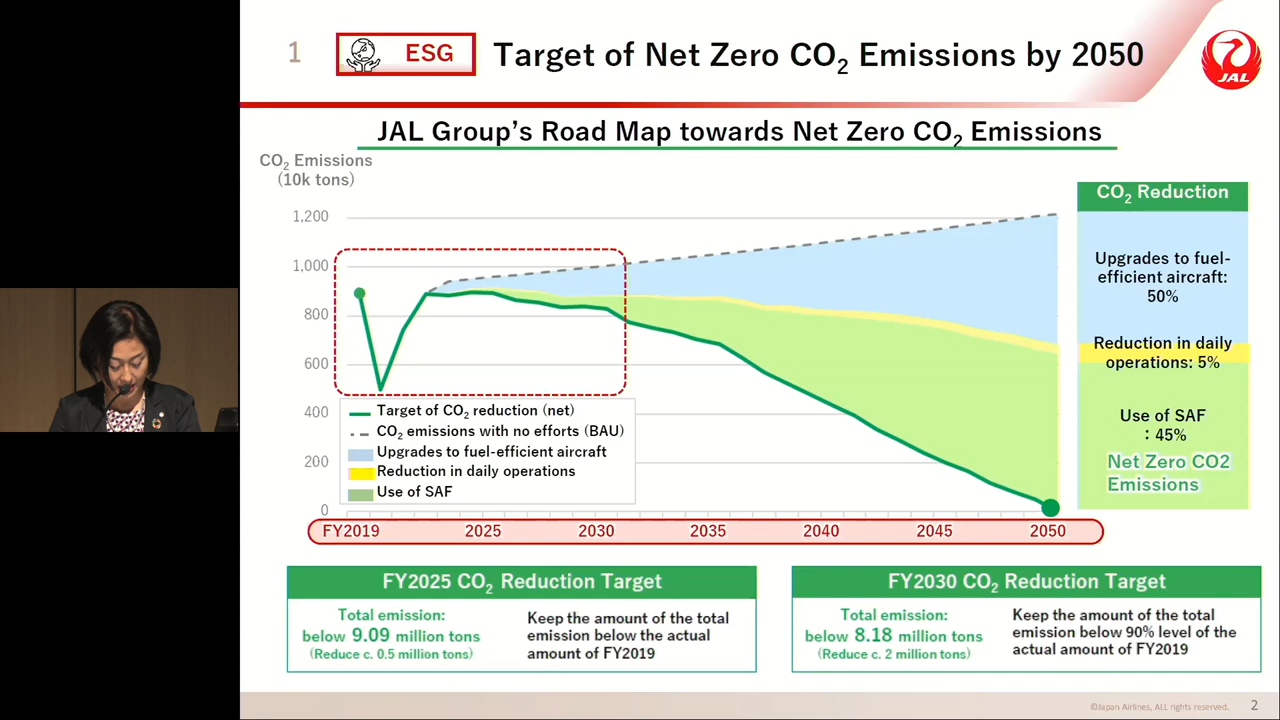 1
ESG
Target of Net Zero CO₂ Emissions by 2050
JAL
JAL Group's Road Map towards Net Zero CO₂ Emissions
CO₂ Emissions
(10k tons)
1,200
1,000
800
600
400
200
0
Target of CO₂ reduction (net)
CO₂ emissions with no efforts (BAU)
Upgrades to fuel-efficient aircraft
Reduction in daily operations
Use of SAF
FY2019 2025 2030 2035 2040 2045 2050
CO₂ Reduction
Upgrades to fuel-
efficient aircraft:
50%
Reduction in daily
operations: 5%
Use of SAF
: 45%
Net Zero CO2
Emissions
FY2025 CO₂ Reduction Target
Total emission:
below 9.09 million tons
(Reduce c. 0.5 million tons)
Keep the amount of the total
emission below the actual
amount of FY2019
FY2030 CO₂ Reduction Target
Total emission:
below 8.18 million tons
(Reduce c. 2 million tons)
Keep the amount of the total
emission below 90% level of the
actual amount of FY2019
©Japan Airlines, ALL rights reserved.
2